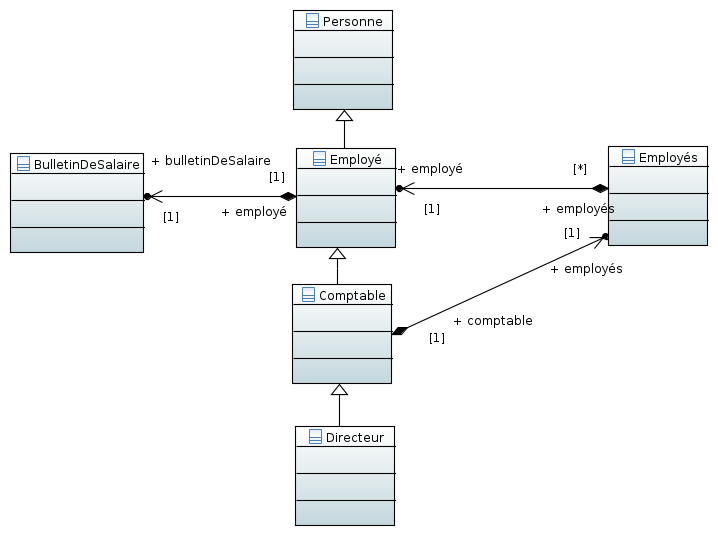 Personne
BulletinDeSalaire
+ bulletinDeSalaire
[1]
[1]
+ employé
Employé
+ employé
[1]
[*]
+ employés
Employés
[1]
+ employés
Comptable
+ comptable
[1]
Directeur